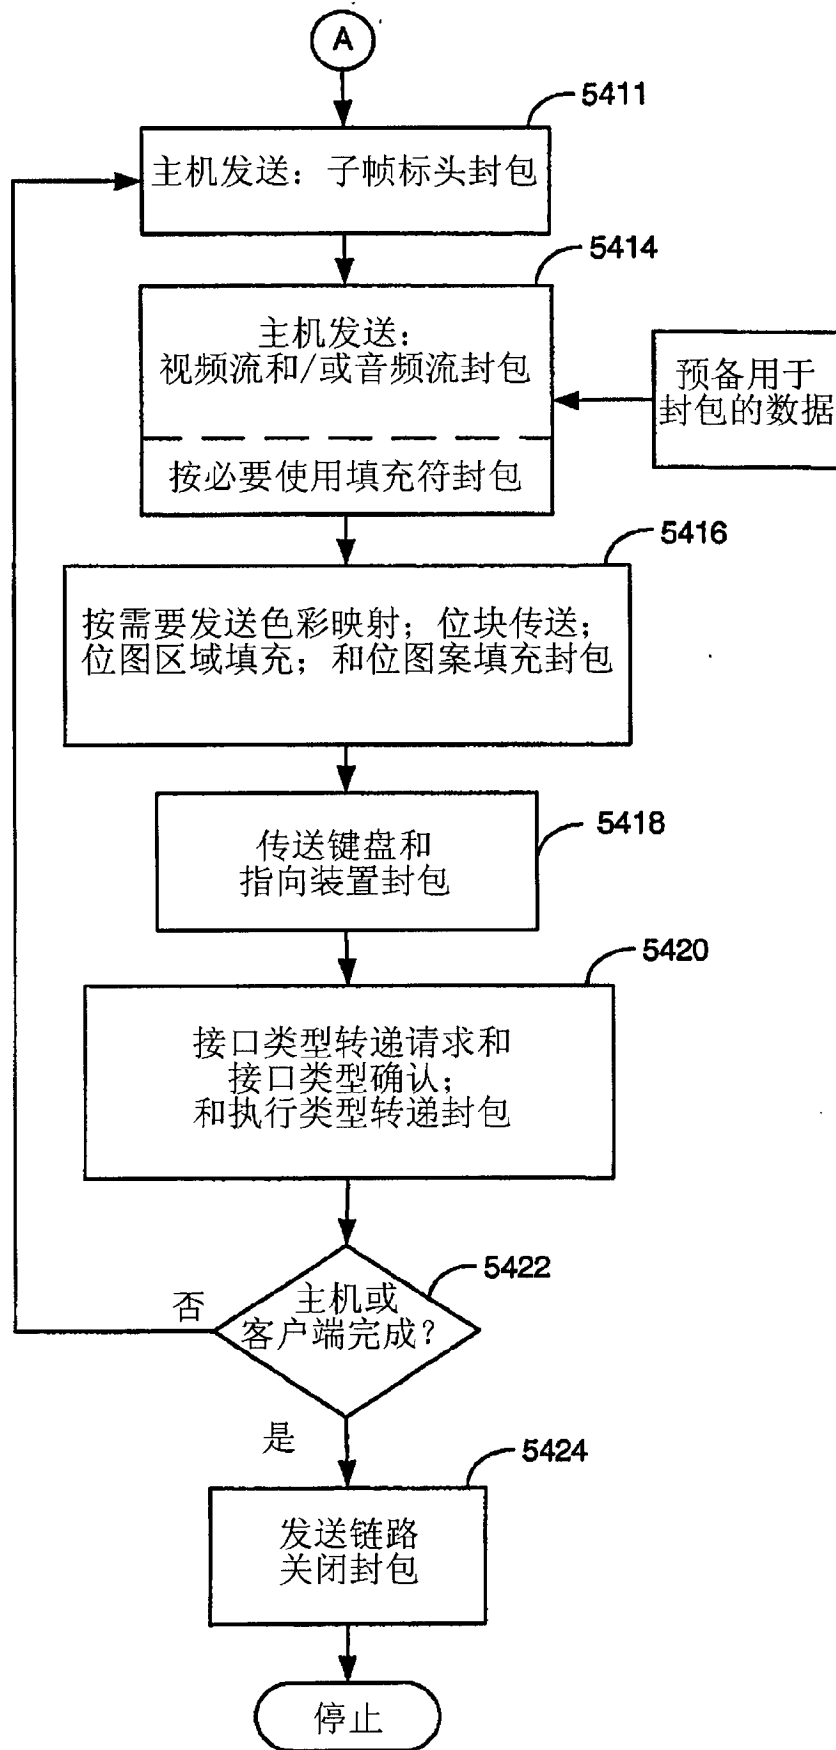 A
5411
主机发送：子帧标头封包
5414
主机发送：
视频流和/或音频流封包
预备用于
封包的数据
按必要使用填充符封包
5416
按需要发送色彩映射；位块传送；
位图区域填充；和位图案填充封包
5418
传送键盘和
指向装置封包
5420
接口类型转递请求和
接口类型确认；
和执行类型转递封包
5422
主机或
客户端完成？
否
是
5424
发送链路
关闭封包
停止